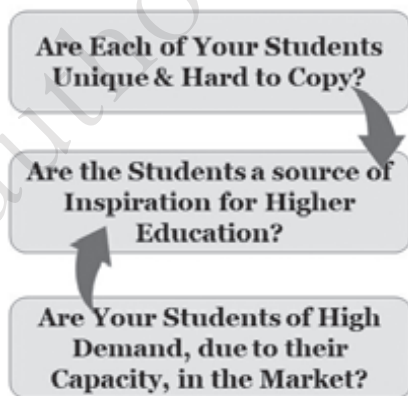 Are Each of Your Students
Unique & Hard to Copy?
Are the Students a source of
Inspiration for Higher
Education?
Are Your Students of High
Demand, due to their
Capacity, in the Market?